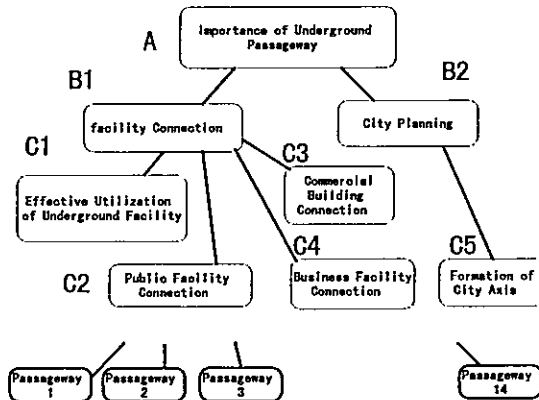 A
Importance of Underground
Passageway
B1
B2
facility Connection
City Planning
C1
C3
Effective Utilization
of Underground Facility
Commercial
Building
Connection
C2
Public Facility
Connection
C4
Business Facility
Connection
C5
Formation of
City Axis
Passageway
1
Passageway
2
Passageway
3
Passageway
14